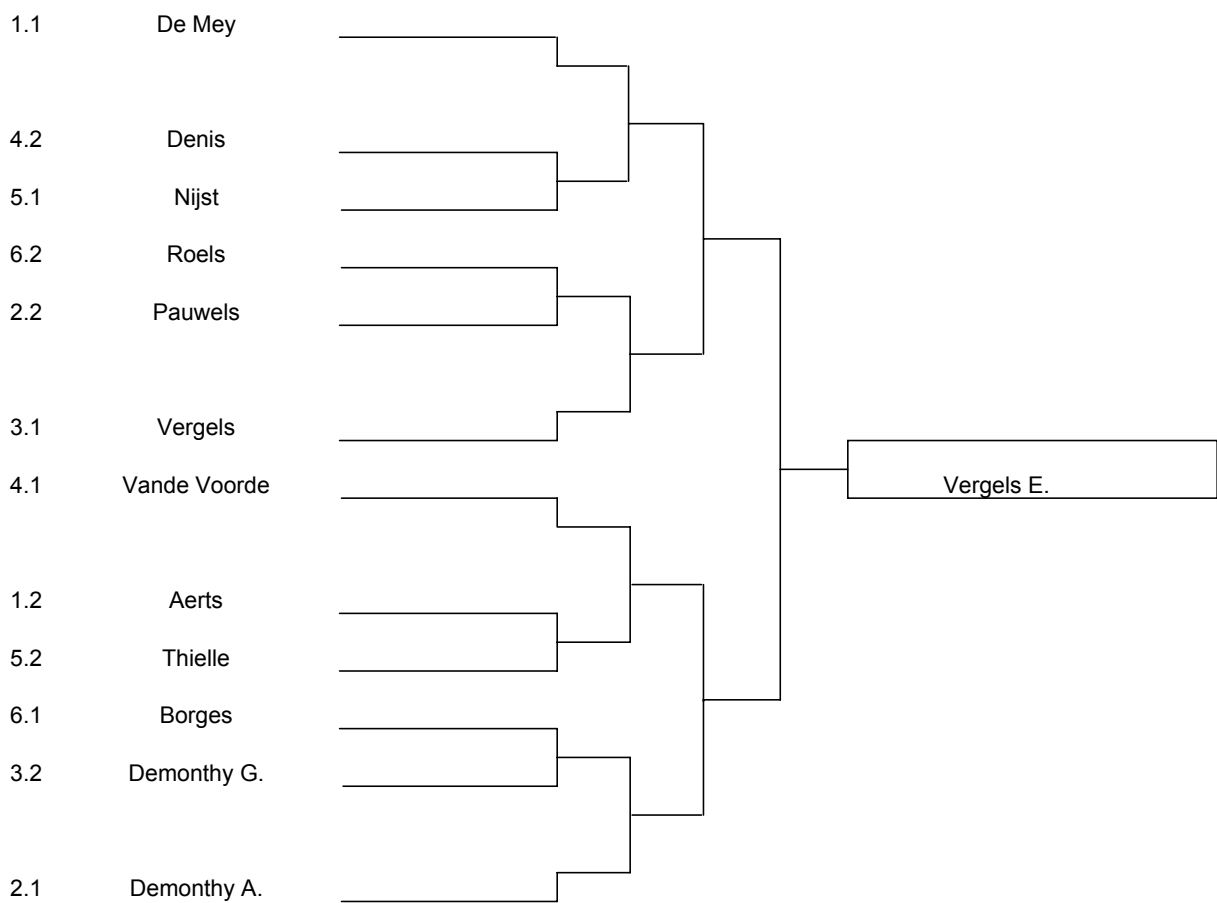 1.1 De Mey
4.2 Denis
5.1 Nijst
6.2 Roels
2.2 Pauwels
3.1 Vergels
4.1 Vande Voorde
Vergels E.
1.2 Aerts
5.2 Thielle
6.1 Borges
3.2 Demonthy G.
2.1 Demonthy A.